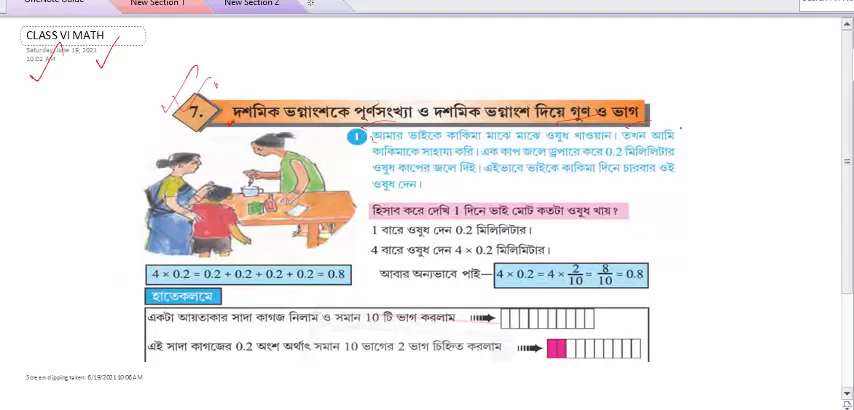 New Section 1 New Section 2
CLASS VI MATH
Saturday, June 19, 2021
10:02 AM
7. দশমিক ভগ্নাংশকে পূর্ণসংখ্যা ও দশমিক ভগ্নাংশ দিয়ে গুণ ও ভাগ
1 আমার ভাইকে কাকিমা মাঝে মাঝে ওষুধ খাওয়ান। তখন আমি
কাকিমাকে সাহায্য করি। এক কাপ জলে ড্রপারে করে 0.2 মিলিলিটার
ওষুধ কাপের জলে দিই। এইভাবে ভাইকে কাকিমা দিনে চারবার ওই
ওষুধ দেন।
হিসাব করে দেখি 1 দিনে ভাই মোট কতটা ওষুধ খায়?
1 বারে ওষুধ দেন 0.2 মিলিলিটার।
4 বারে ওষুধ দেন 4 × 0.2 মিলিমিটার।
4 × 0.2 = 0.2 + 0.2 + 0.2 + 0.2 = 0.8 আবার অন্যভাবে পাই— 4 × 0.2 = 4 × 2/10 = 8/10 = 0.8
হাতেকলমে
একটা আয়তাকার সাদা কাগজ নিলাম ও সমান 10 টি ভাগ করলাম
এই সাদা কাগজের 0.2 অংশ অর্থাৎ সমান 10 ভাগের 2 ভাগ চিহ্নিত করলাম
Screen clipping taken: 6/19/2021 10:06 AM